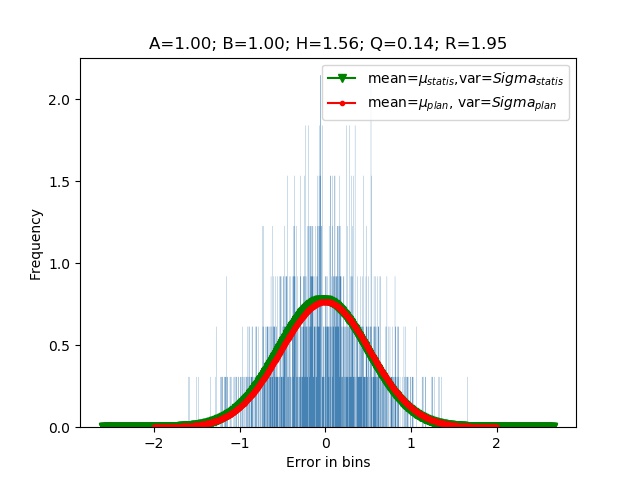 A=1.00; B=1.00; H=1.56; Q=0.14; R=1.95
mean=μstatis,var=Sigmastatis
mean=μplan, var=Sigmaplan
2.0
1.5
1.0
0.5
0.0
Frequency
−2
−1
0
1
2
Error in bins